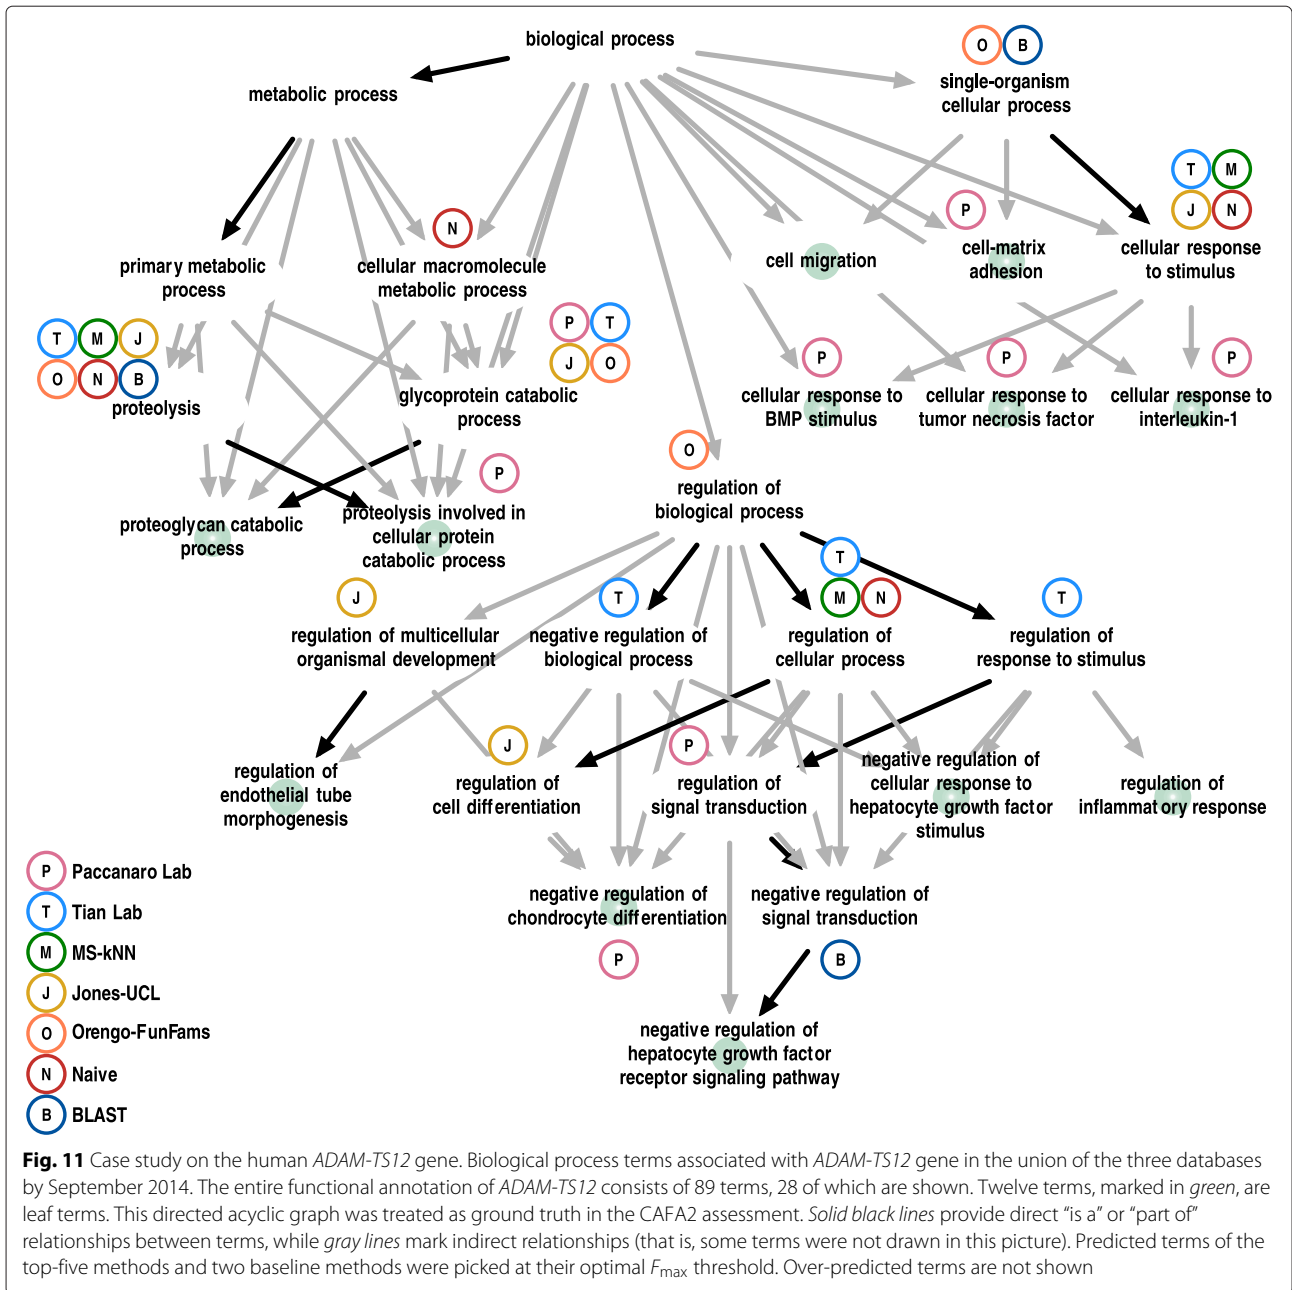 biological process
O B
single-organism
cellular process
metabolic process
T M
J N
P
N
primary metabolic
process
cellular macromolecule
metabolic process
cell migration
cell-matrix
adhesion
cellular response
to stimulus
T M J
O N B
proteolysis
P T
J O
glycoprotein catabolic
process
P
cellular response to
BMP stimulus
P
cellular response to
tumor necrosis factor
P
cellular response to
interleukin-1
O
regulation of
biological process
P
proteoglycan catabolic
process
proteolysis involved in
cellular protein
catabolic process
J
regulation of multicellular
organismal development
T
negative regulation of
biological process
T
M N
regulation of
cellular process
T
regulation of
response to stimulus
regulation of
endothelial tube
morphogenesis
J
regulation of
cell differentiation
P
regulation of
signal transduction
negative regulation of
cellular response to
hepatocyte growth factor
stimulus
regulation of
inflammatory response
negative regulation of
chondrocyte differentiation
P
negative regulation of
signal transduction
B
negative regulation of
hepatocyte growth factor
receptor signaling pathway
P Paccanaro Lab
T Tian Lab
M MS-kNN
J Jones-UCL
O Orengo-FunFams
N Naive
B BLAST
Fig. 11 Case study on the human ADAM-TS12 gene. Biological process terms associated with ADAM-TS12 gene in the union of the three databases
by September 2014. The entire functional annotation of ADAM-TS12 consists of 89 terms, 28 of which are shown. Twelve terms, marked in green, are
leaf terms. This directed acyclic graph was treated as ground truth in the CAFA2 assessment. Solid black lines provide direct “is a” or “part of”
relationships between terms, while gray lines mark indirect relationships (that is, some terms were not drawn in this picture). Predicted terms of the
top-five methods and two baseline methods were picked at their optimal Fmax threshold. Over-predicted terms are not shown